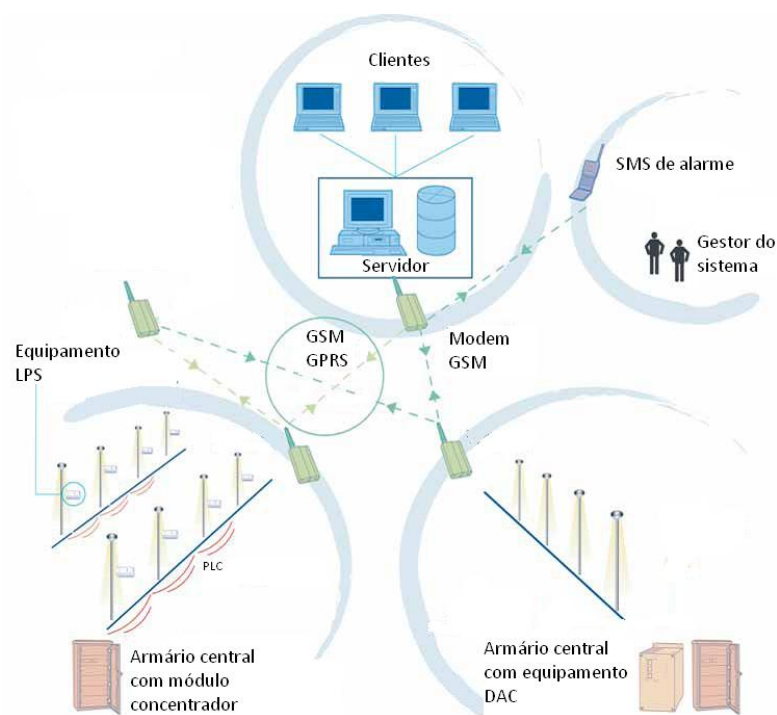 Clientes
SMS de alarme
Gestor do
sistema
Servidor
GSM
GPRS
Modem
GSM
Equipamento
LPS
PLC
Armário central
com módulo
concentrador
Armário central
com equipamento
DAC